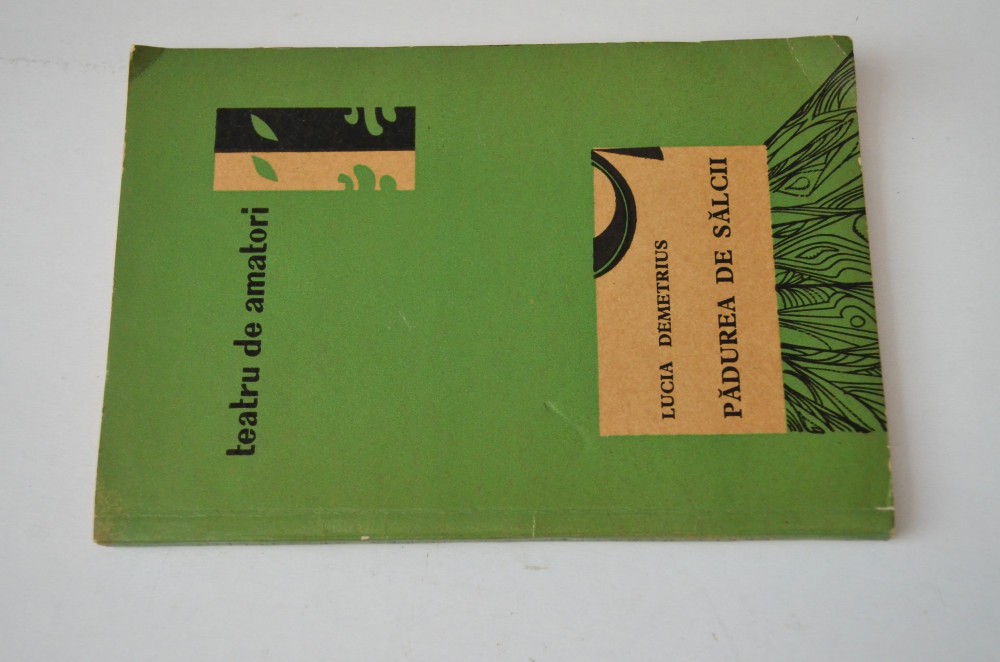 teatru de amatori
LUCIA DEMETRIUS
PĂDUREA DE SĂLCII